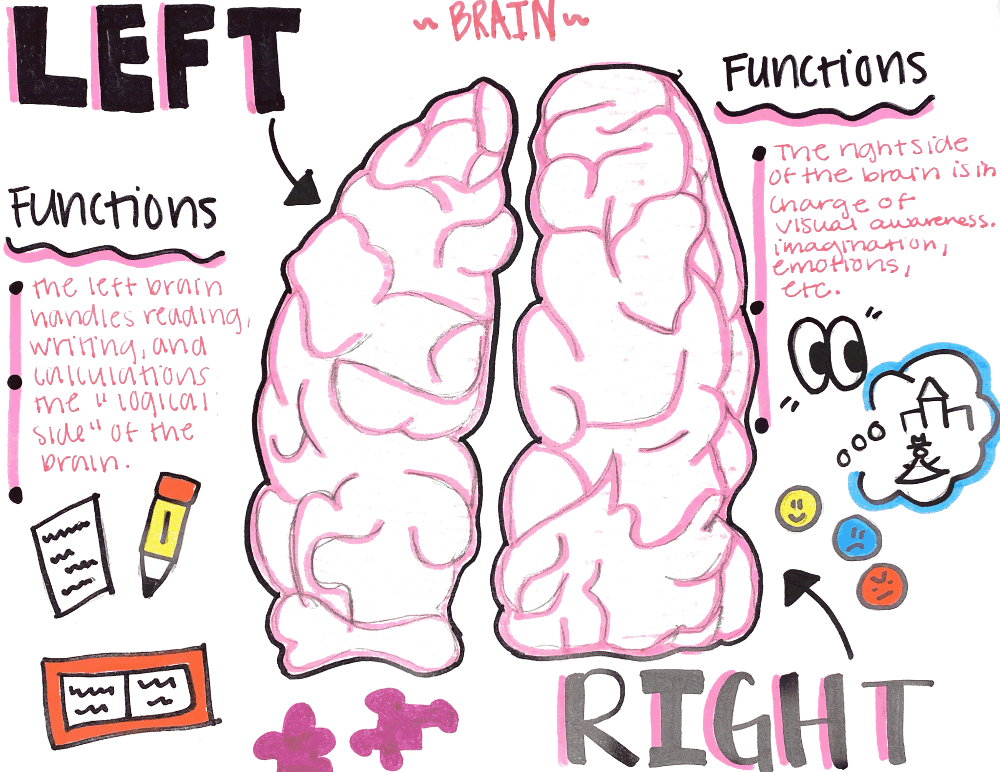 LEFT
~BRAIN~
Functions
the left brain
handles reading,
writing, and
calculations
the "logical
side" of the
brain.
Functions
The right side
of the brain is in
charge of
visual awareness.
imagination,
emotions,
etc.
RIGHT